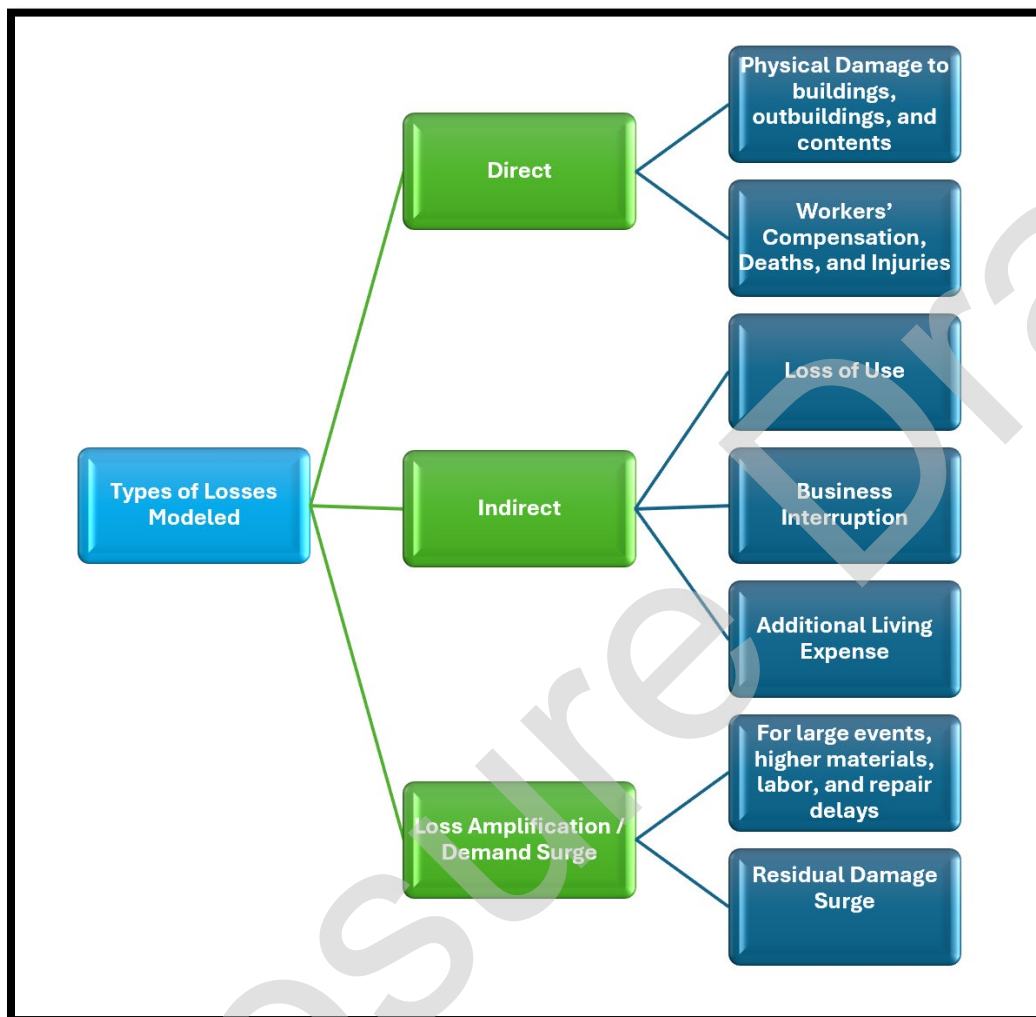 Physical Damage to
buildings,
outbuildings, and
contents
Direct
Workers’
Compensation,
Deaths, and Injuries
Loss of Use
Types of Losses
Modeled
Indirect
Business
Interruption
Additional Living
Expense
For large events,
higher materials,
labor, and repair
delays
Loss Amplification /
Demand Surge
Residual Damage
Surge